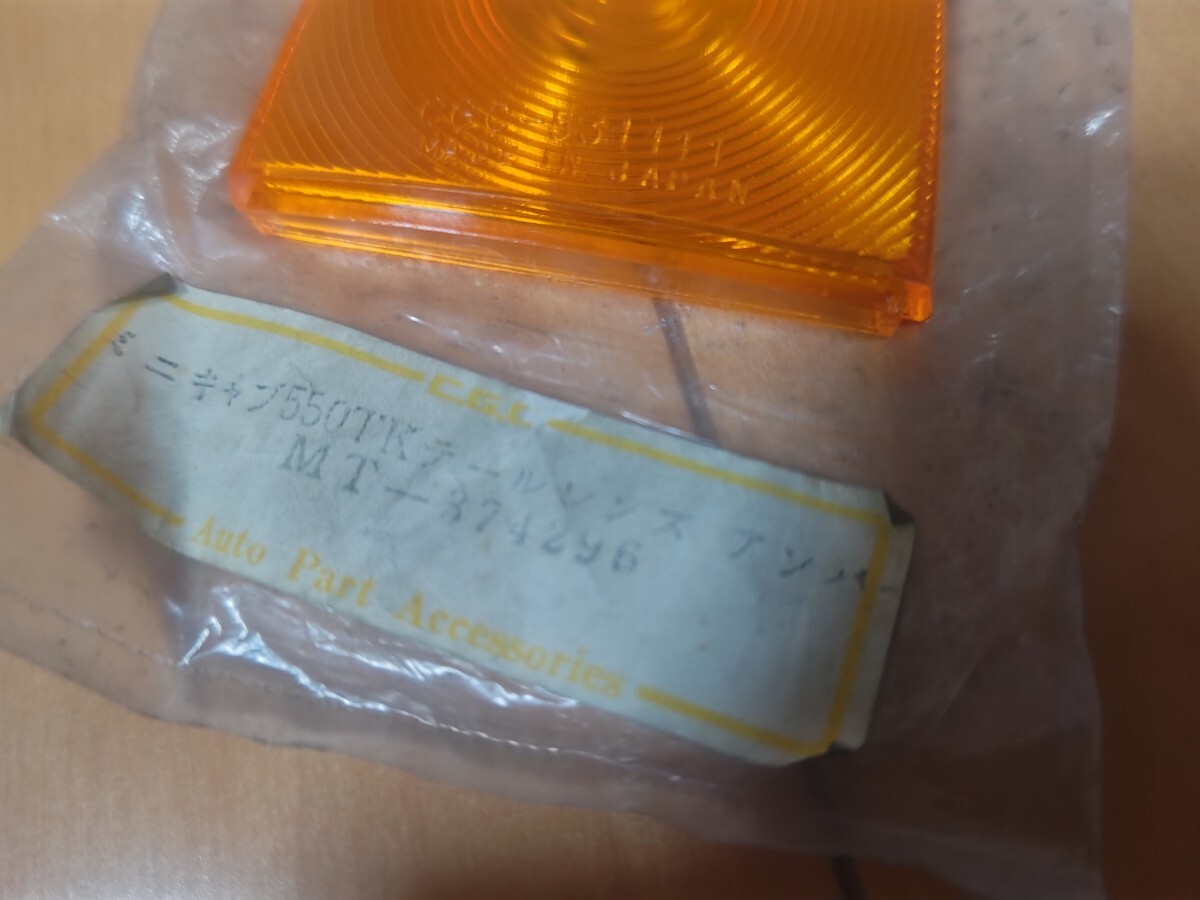 MADE IN JAPAN
C.G.C
ミニキャブ550TKテールレンズ アンバー
MT-374296
Auto Part Accessories